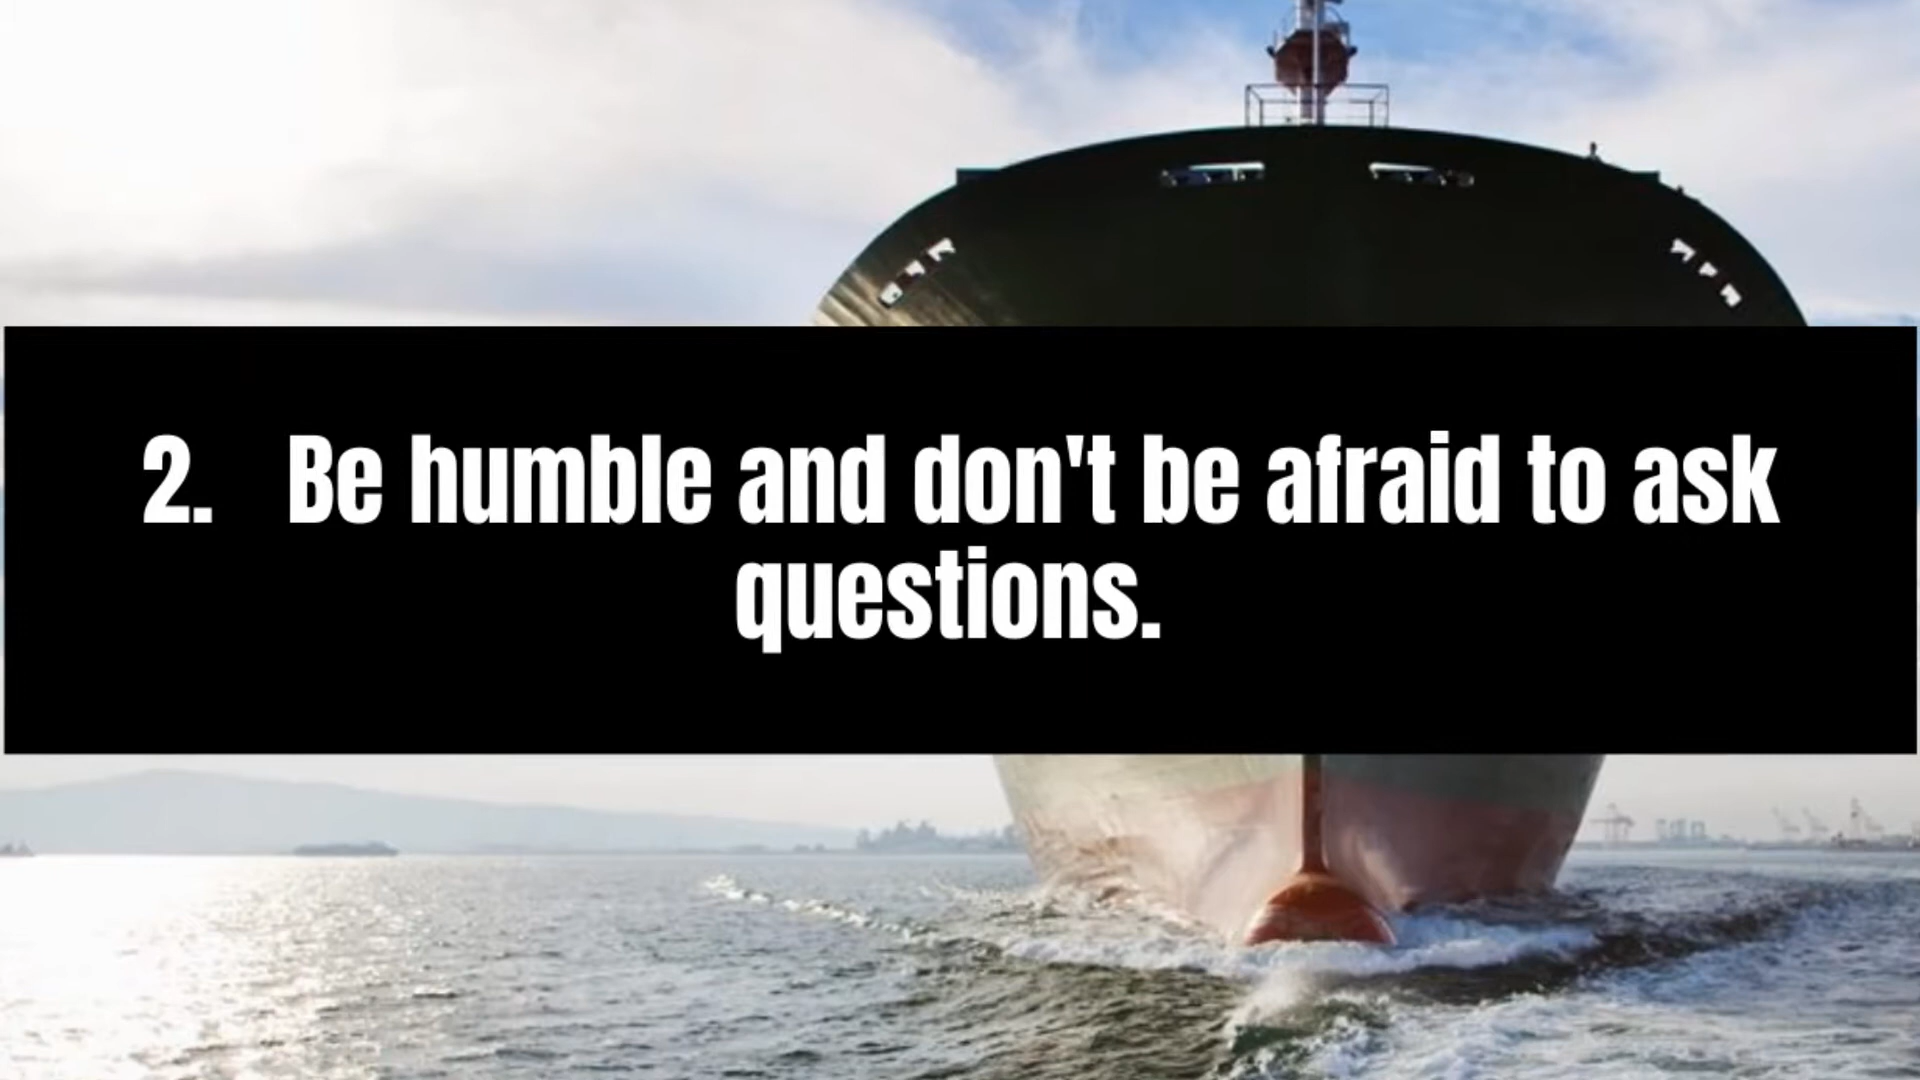 2. Be humble and don't be afraid to ask
questions.